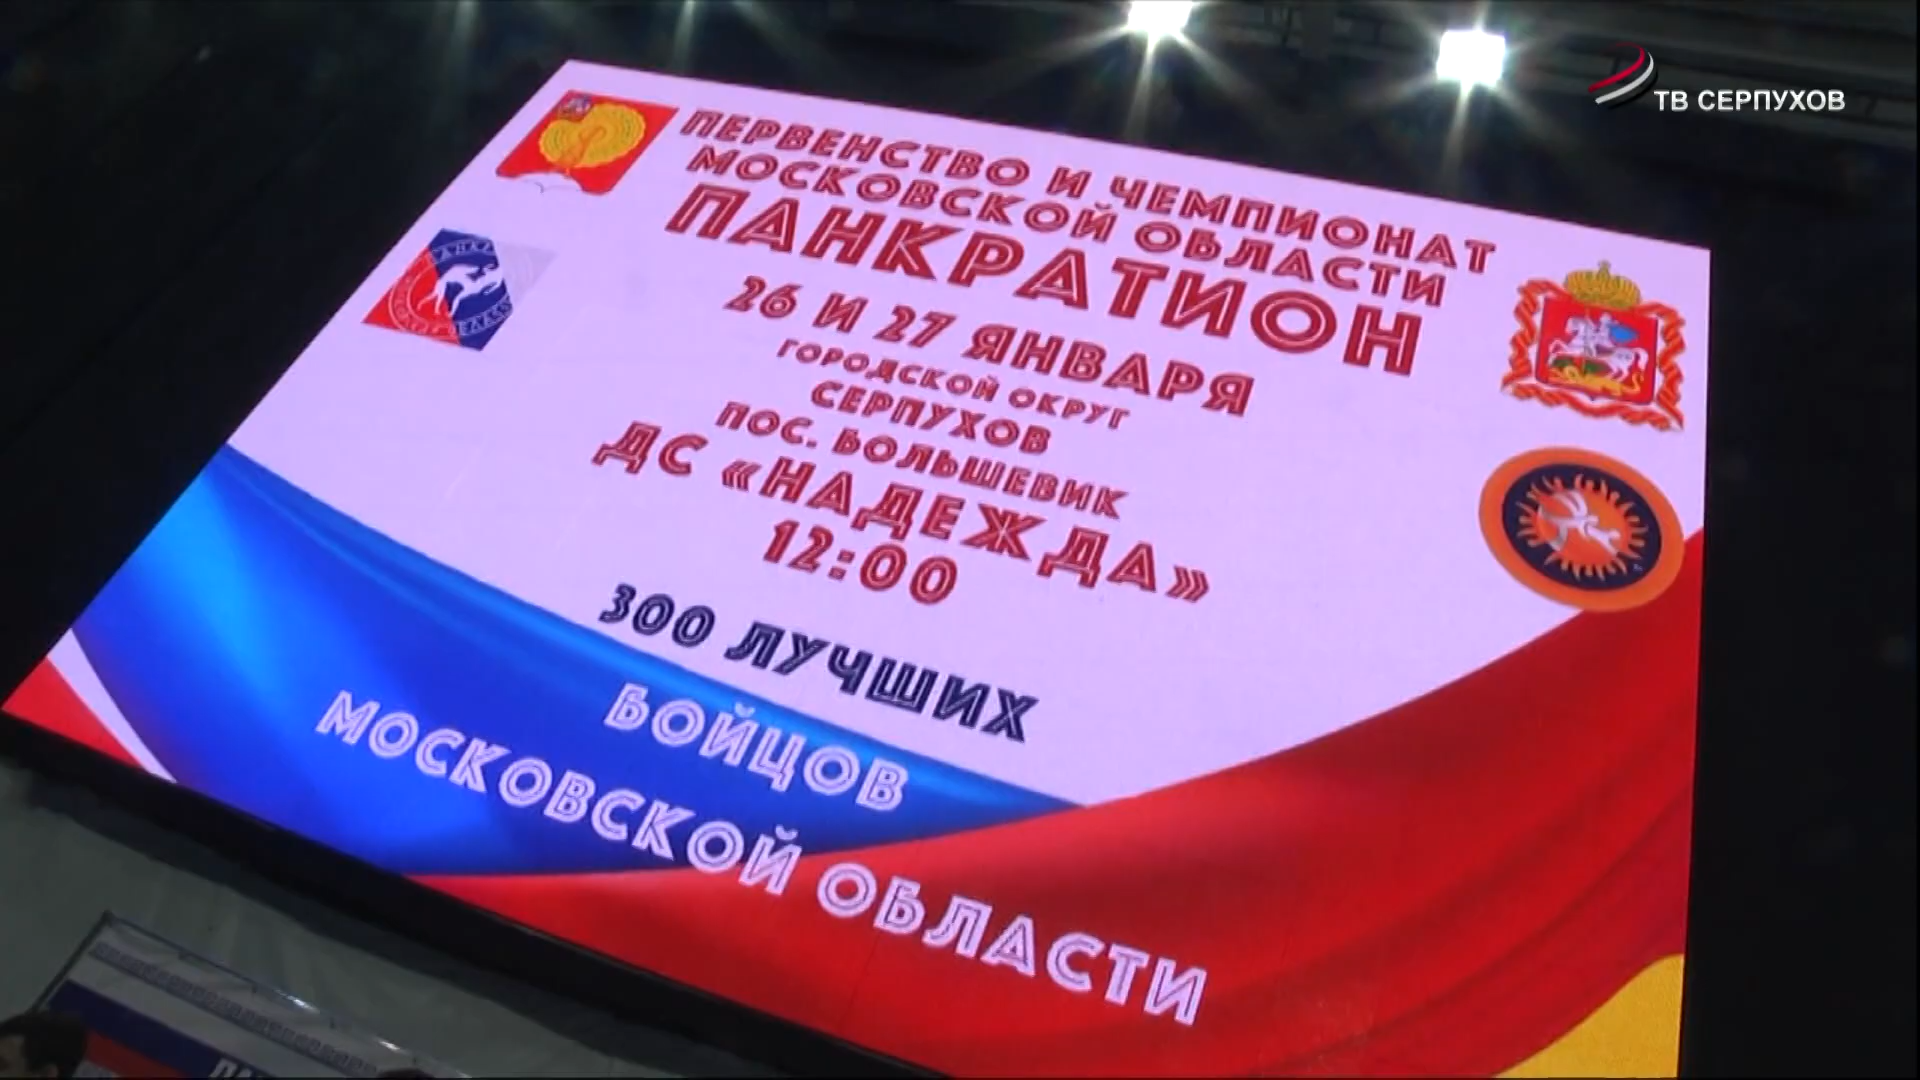 ТВ СЕРПУХОВ
ПЕРВЕНСТВО И ЧЕМПИОНАТ
МОСКОВСКОЙ ОБЛАСТИ
ПАНКРАТИОН
26 И 27 ЯНВАРЯ
ГОРОДСКОЙ ОКРУГ
СЕРПУХОВ
ПОС. БОЛЬШЕВИК
ДС «НАДЕЖДА»
12:00
300 ЛУЧШИХ
БОЙЦОВ
МОСКОВСКОЙ ОБЛАСТИ